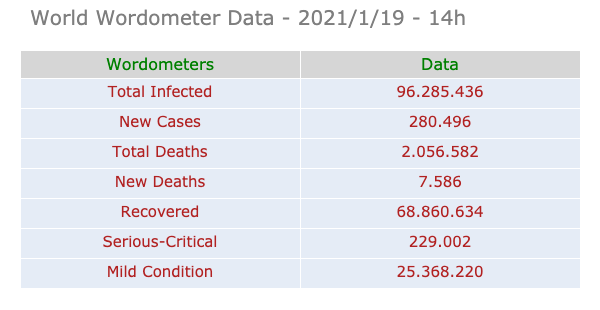 World Wordometer Data - 2021/1/19 - 14h
Wordometers Data
Total Infected 96.285.436
New Cases 280.496
Total Deaths 2.056.582
New Deaths 7.586
Recovered 68.860.634
Serious-Critical 229.002
Mild Condition 25.368.220